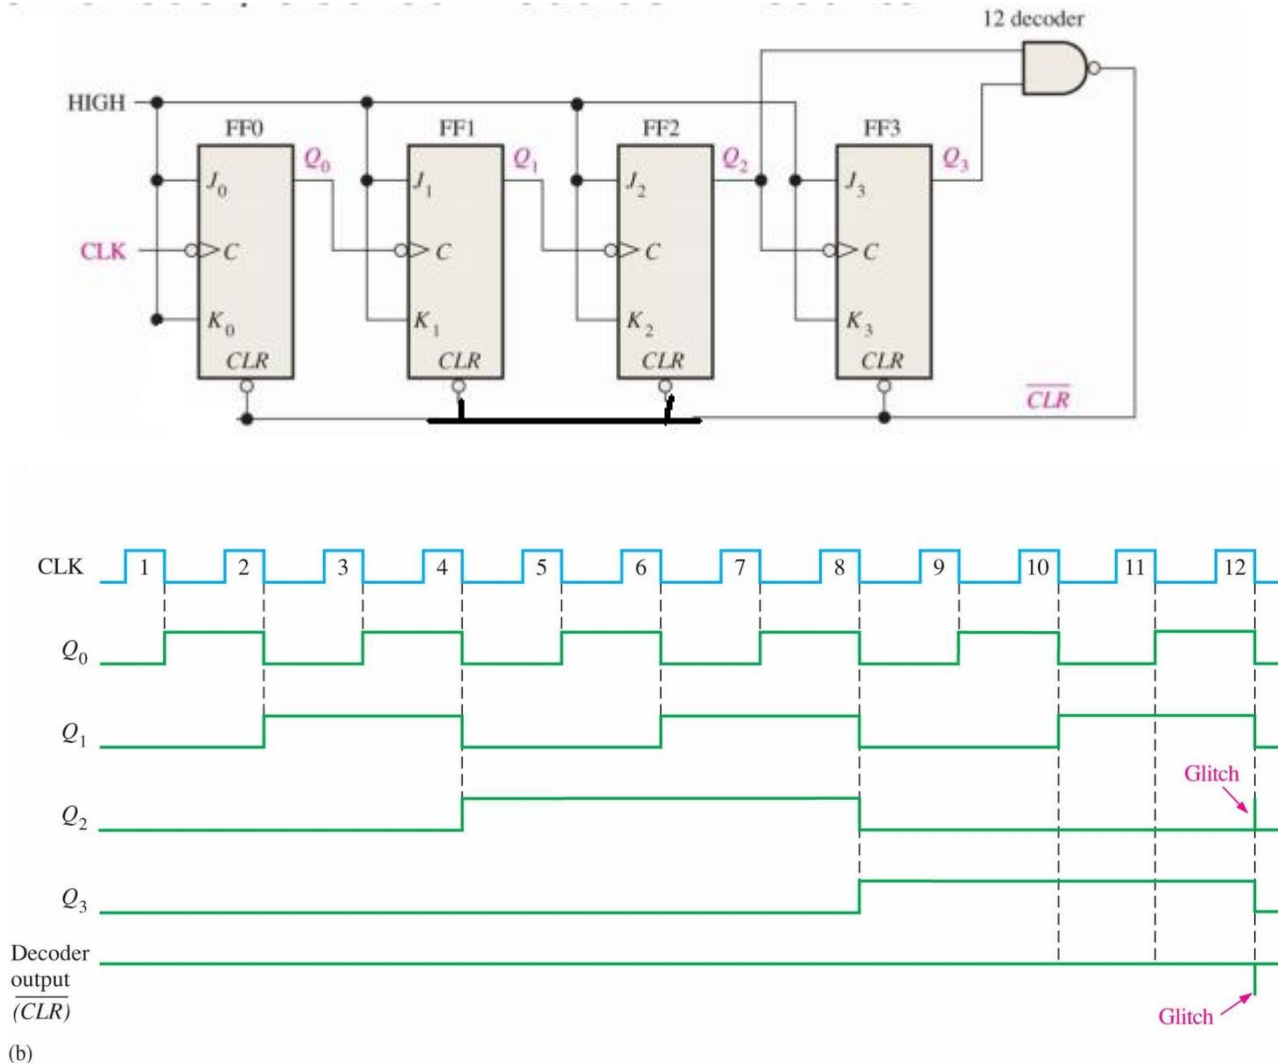 12 decoder
HIGH
FF0 FF1 FF2 FF3
Q0 Q1 Q2 Q3
J0 J1 J2 J3
CLK C C C C
K0 K1 K2 K3
CLR CLR CLR CLR
CLR
CLK 1 2 3 4 5 6 7 8 9 10 11 12
Q0
Q1
Glitch
Q2
Q3
Decoder
output
(CLR)
Glitch
(b)